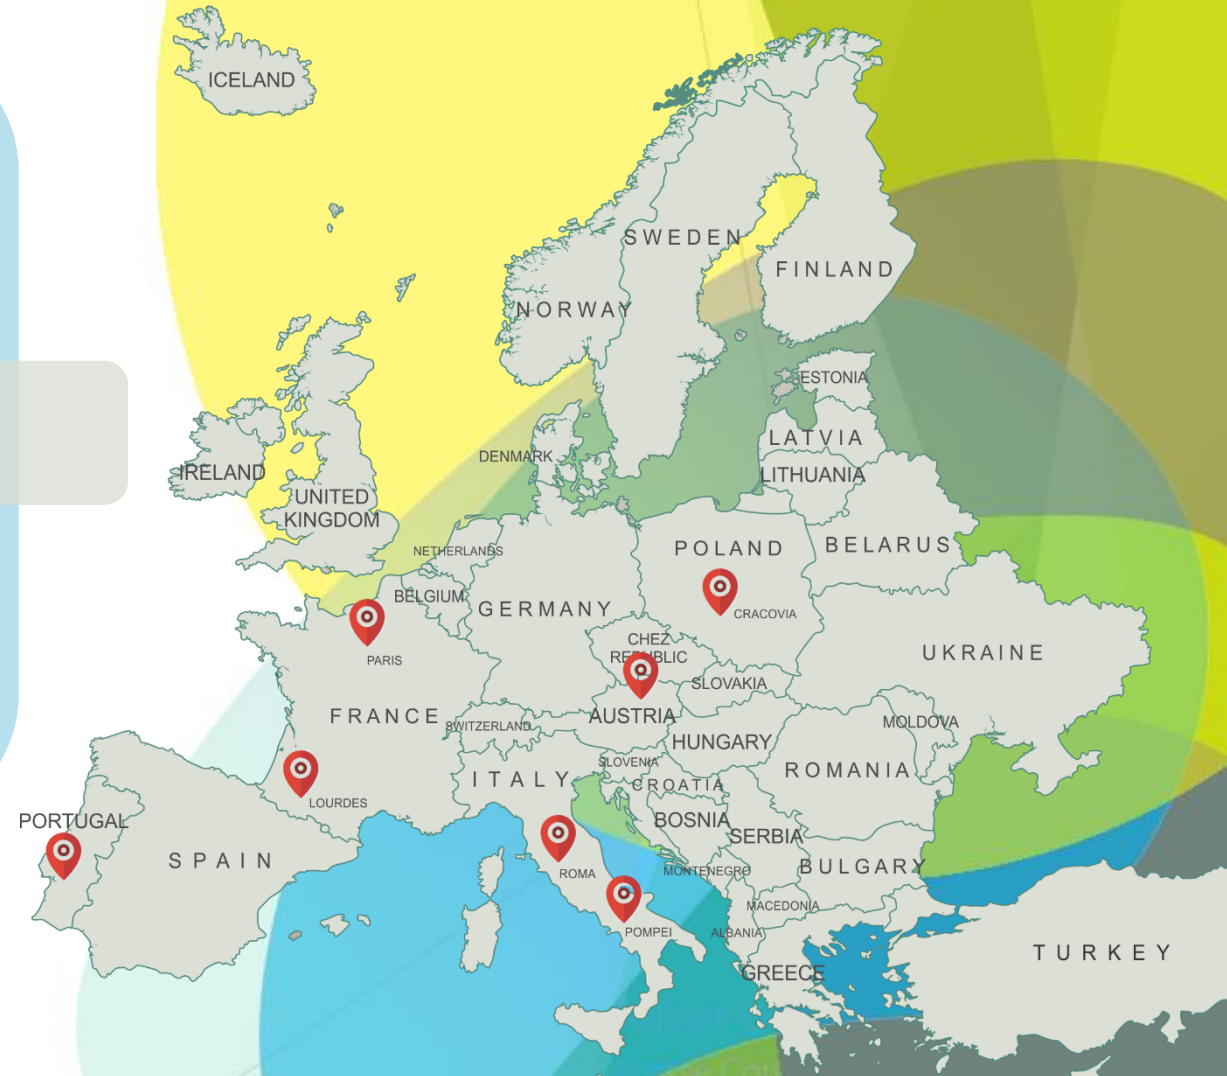 ICELAND
SWEDEN
FINLAND
NORWAY
ESTONIA
LATVIA
DENMARK
IRELAND
LITHUANIA
UNITED
KINGDOM
NETHERLANDS
POLAND
BELARUS
BELGIUM
GERMANY
CRACOVIA
CHEZ
REPUBLIC
UKRAINE
PARIS
SLOVAKIA
FRANCE
SWITZERLAND
AUSTRIA
MOLDOVA
HUNGARY
SLOVENIA
ITALY
ROMANIA
CROATIA
LOURDES
PORTUGAL
BOSNIA
SERBIA
SPAIN
ROMA
MONTENEGRO
BULGARY
MACEDONIA
POMPEI
ALBANIA
TURKEY
GREECE